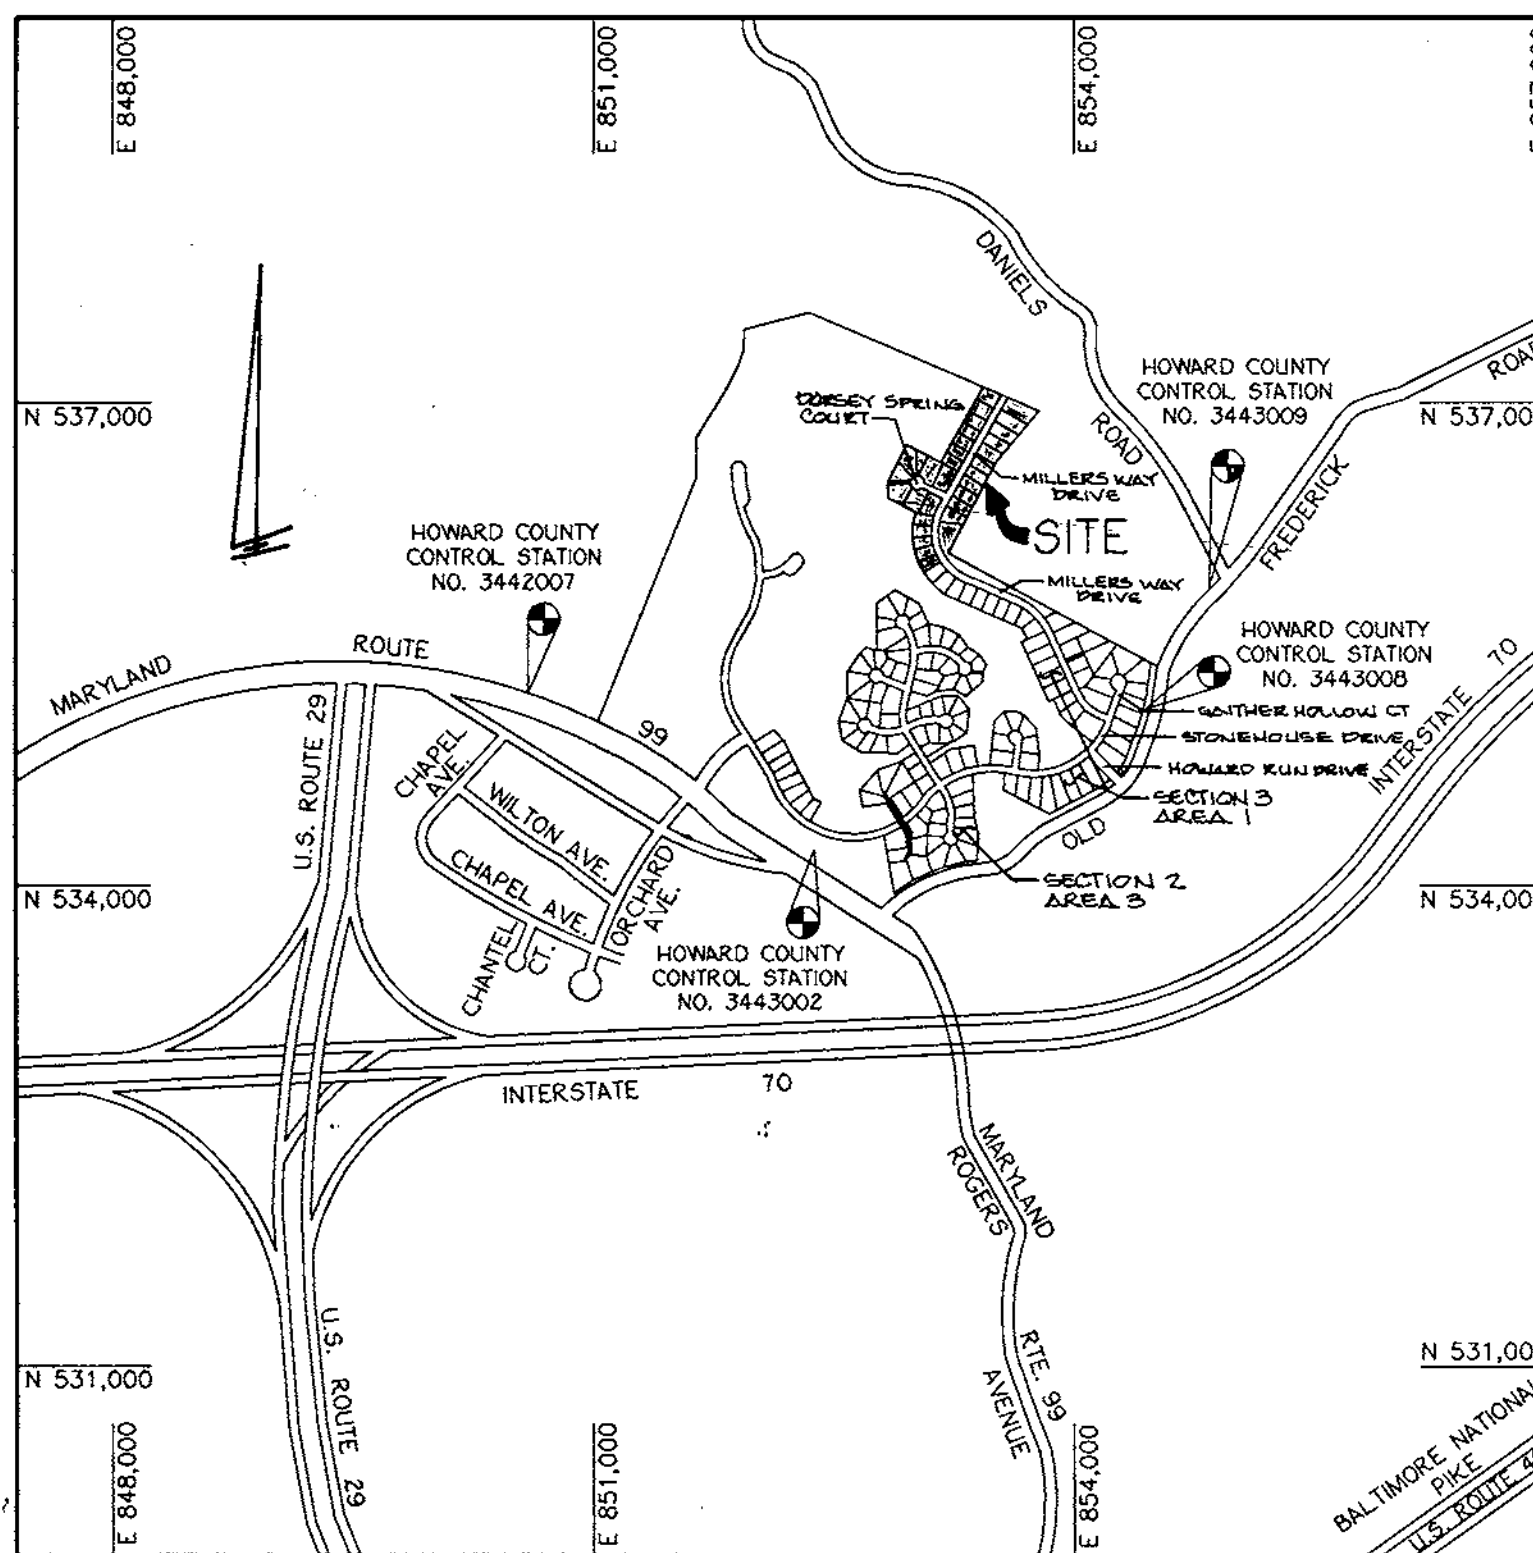 E 848,000
E 851,000
E 854,000
DANIELS
ROAD
HOWARD COUNTY
CONTROL STATION
NO. 3443009
N 537,000
N 537,00
DORSEY SPRING
COURT
MILLERS WAY
DRIVE
SITE
FREDERICK
HOWARD COUNTY
CONTROL STATION
NO. 3442007
MILLERS WAY
DRIVE
HOWARD COUNTY
CONTROL STATION
NO. 3443008
MARYLAND
ROUTE
99
GAITHER HOLLOW CT
STONEHOUSE DRIVE
HOWARD RUN DRIVE
SECTION 3
AREA 1
INTERSTATE
70
U.S. ROUTE 29
CHAPEL
AVE.
WILTON AVE.
CHAPEL AVE.
ORCHARD
AVE.
CHANTEL
CT.
OLD
SECTION 2
AREA 3
N 534,000
N 534,00
HOWARD COUNTY
CONTROL STATION
NO. 3443002
INTERSTATE
70
MARYLAND
ROGERS
U.S. ROUTE 29
RTE. 99
AVENUE
N 531,000
N 531,00
BALTIMORE NATIONAL
PIKE
U.S. ROUTE
E 848,000
E 851,000
E 854,000